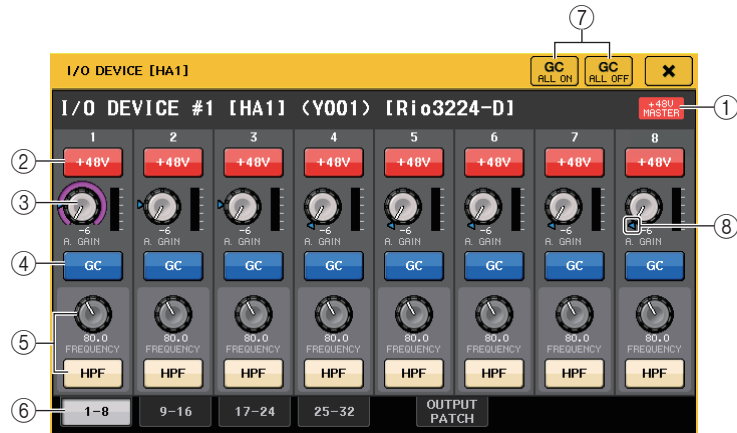 ⑦
I/O DEVICE [HA1] GC ALL ON GC ALL OFF ×
I/O DEVICE #1 [HA1] (Y001) [Rio3224-D] +48V MASTER ①
1 2 3 4 5 6 7 8
② +48V +48V +48V +48V +48V +48V +48V +48V
③
-6 -6 -6 -6 -6 -6 -6 -6 ⑧
A. GAIN A. GAIN A. GAIN A. GAIN A. GAIN A. GAIN A. GAIN A. GAIN
④ GC GC GC GC GC GC GC GC
⑤
80.0 80.0 80.0 80.0 80.0 80.0 80.0 80.0
FREQUENCY FREQUENCY FREQUENCY FREQUENCY FREQUENCY FREQUENCY FREQUENCY FREQUENCY
HPF HPF HPF HPF HPF HPF HPF HPF
⑥ 1-8 9-16 17-24 25-32 OUTPUT PATCH